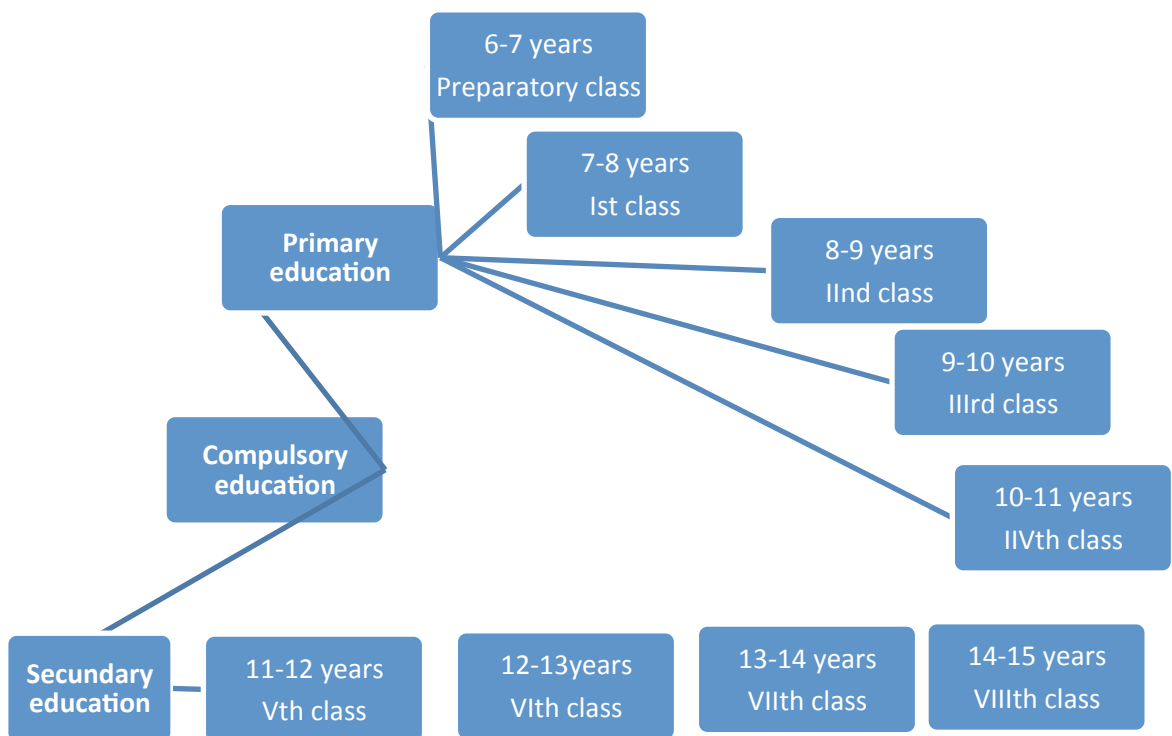 6-7 years
Preparatory class
7-8 years
Ist class
Primary
education
8-9 years
IInd class
9-10 years
IIIrd class
Compulsory
education
10-11 years
IIVth class
Secundary
education
11-12 years
Vth class
12-13years
VIth class
13-14 years
VIIth class
14-15 years
VIIIth class